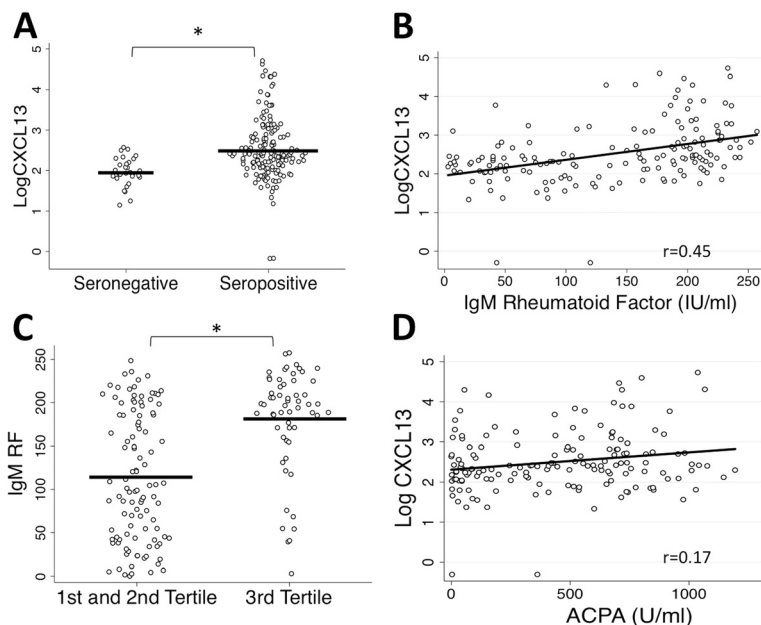 A
*
LogCXCL13
5
4
3
2
1
0
Seronegative Seropositive
B
LogCXCL13
5
4
3
2
1
0
r=0.45
0 50 100 150 200 250
IgM Rheumatoid Factor (IU/ml)
C
*
IgM RF
250
200
150
100
50
0
1st and 2nd Tertile 3rd Tertile
D
Log CXCL13
5
4
3
2
1
0
r=0.17
0 500 1000
ACPA (U/ml)